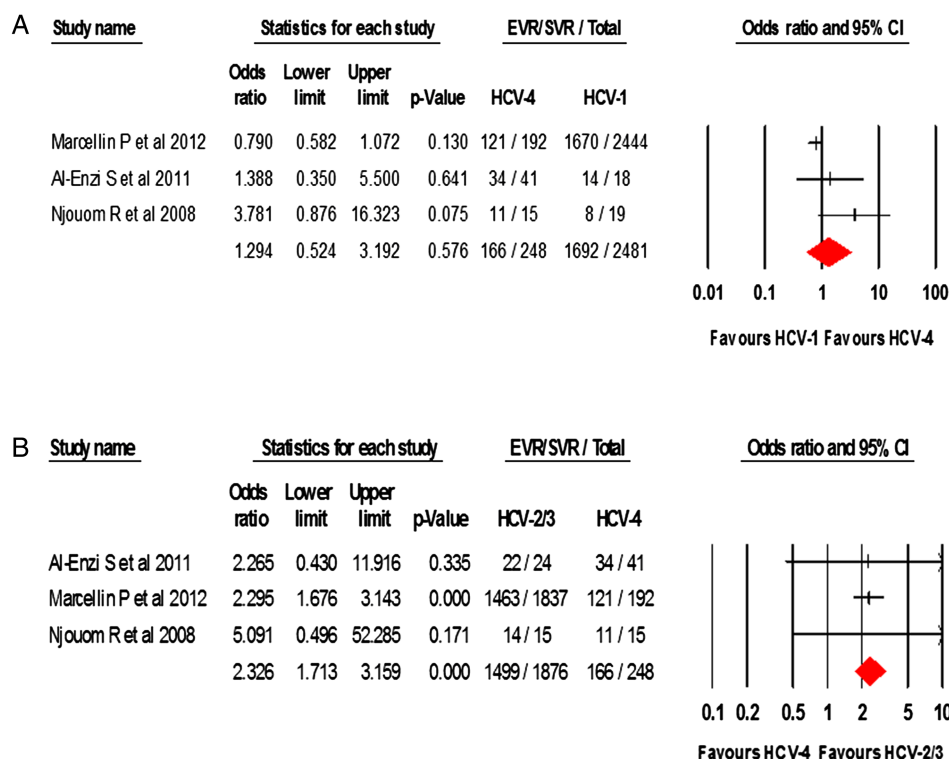 A
Study name Statistics for each study EVR/SVR / Total Odds ratio and 95% CI
Odds Lower Upper
ratio limit limit p-Value HCV-4 HCV-1
Marcellin P et al 2012 0.790 0.582 1.072 0.130 121 / 192 1670 / 2444
Al-Enzi S et al 2011 1.388 0.350 5.500 0.641 34 / 41 14 / 18
Njouom R et al 2008 3.781 0.876 16.323 0.075 11 / 15 8 / 19
1.294 0.524 3.192 0.576 166 / 248 1692 / 2481
0.01 0.1 1 10 100
Favours HCV-1 Favours HCV-4
B
Study name Statistics for each study EVR/SVR / Total Odds ratio and 95% CI
Odds Lower Upper
ratio limit limit p-Value HCV-2/3 HCV-4
Al-Enzi S et al 2011 2.265 0.430 11.916 0.335 22 / 24 34 / 41
Marcellin P et al 2012 2.295 1.676 3.143 0.000 1463 / 1837 121 / 192
Njouom R et al 2008 5.091 0.496 52.285 0.171 14 / 15 11 / 15
2.326 1.713 3.159 0.000 1499 / 1876 166 / 248
0.1 0.2 0.5 1 2 5 10
Favours HCV-4 Favours HCV-2/3